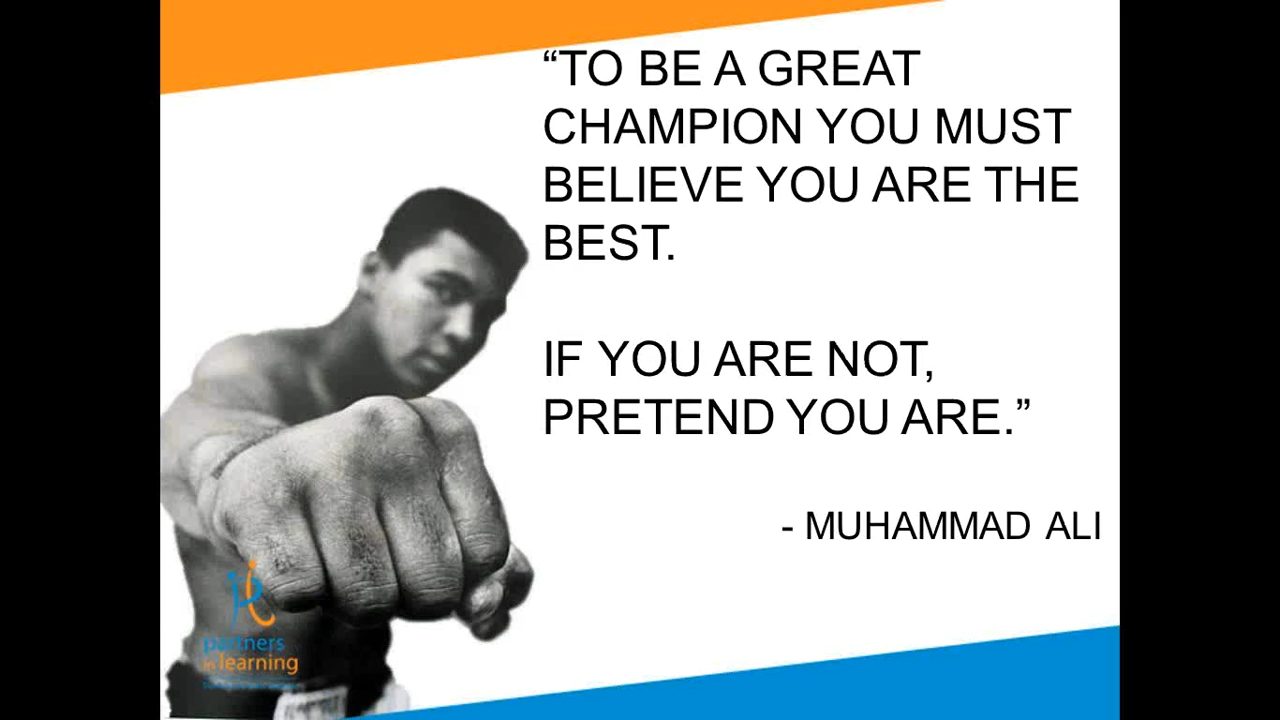 “TO BE A GREAT
CHAMPION YOU MUST
BELIEVE YOU ARE THE
BEST.
IF YOU ARE NOT,
PRETEND YOU ARE.”
- MUHAMMAD ALI
partners
in learning